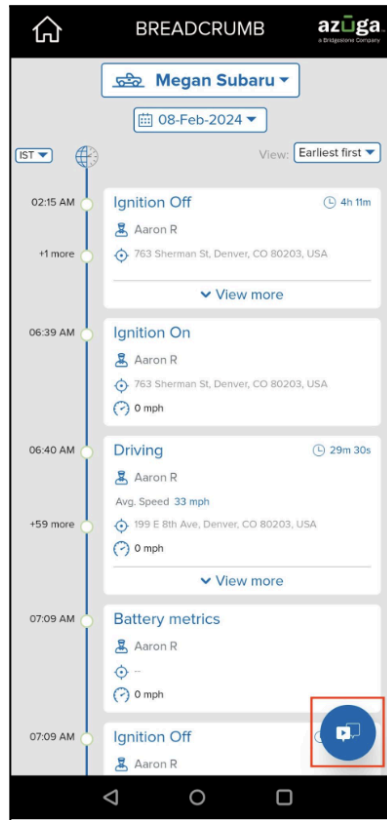 BREADCRUMB
azūga
a Bridgestone Company
Megan Subaru
08-Feb-2024
IST
View: Earliest first
02:15 AM
Ignition Off
4h 11m
Aaron R
+1 more
763 Sherman St, Denver, CO 80203, USA
View more
06:39 AM
Ignition On
Aaron R
763 Sherman St, Denver, CO 80203, USA
0 mph
06:40 AM
Driving
29m 30s
Aaron R
Avg. Speed 33 mph
+59 more
199 E 8th Ave, Denver, CO 80203, USA
0 mph
View more
07:09 AM
Battery metrics
Aaron R
--
0 mph
07:09 AM
Ignition Off
Aaron R